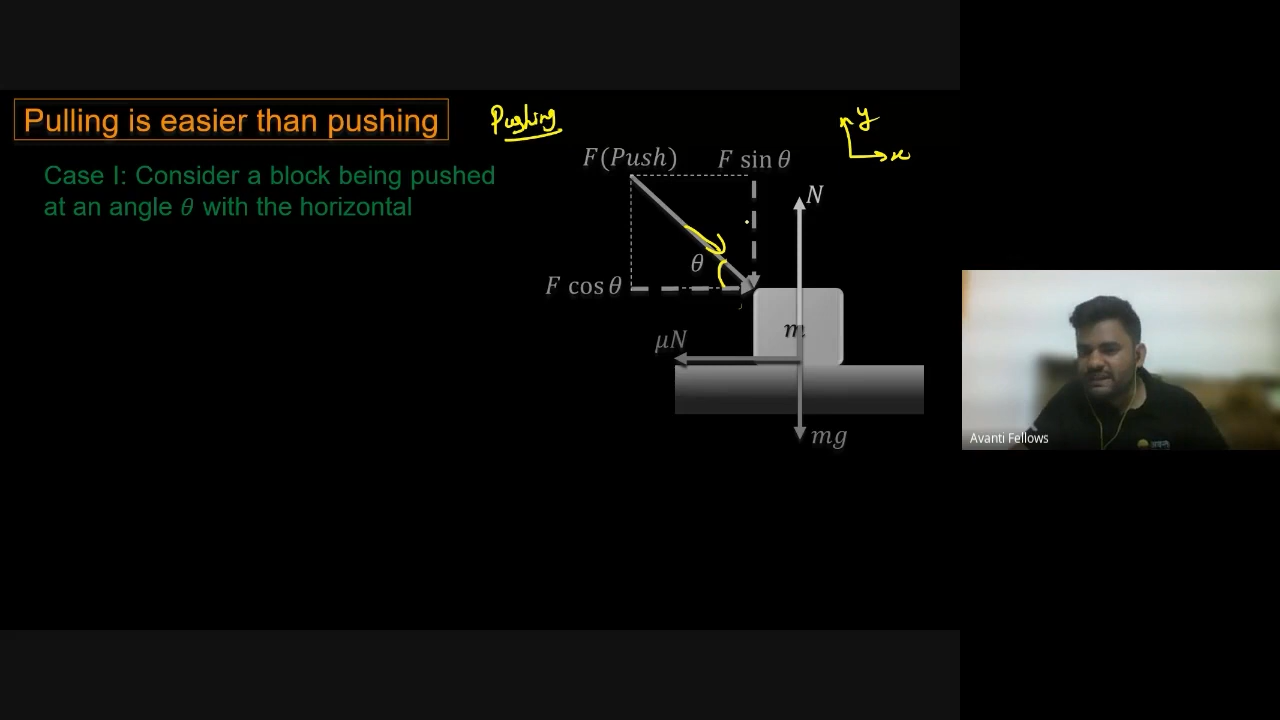 Pulling is easier than pushing
Pushing
y
x
Case I: Consider a block being pushed
at an angle θ with the horizontal
F(Push)
F sin θ
N
θ
F cos θ
m
μN
mg
Avanti Fellows